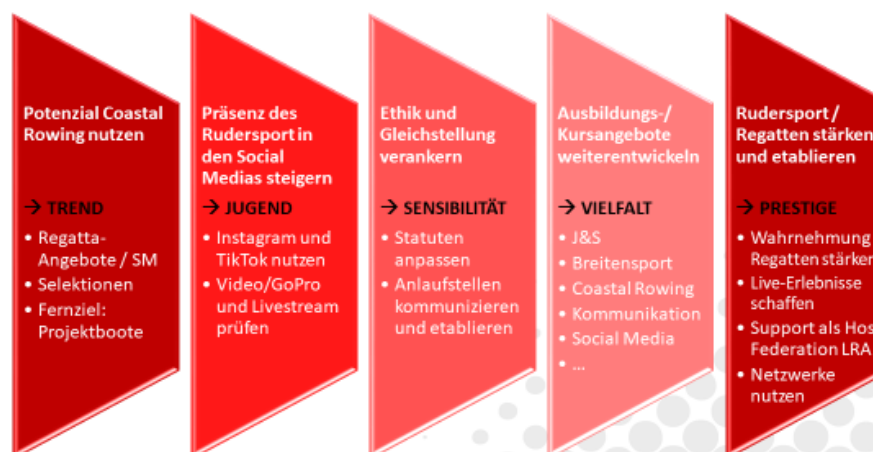 Potenzial Coastal
Rowing nutzen
→ TREND
• Regatta-
Angebote / SM
• Selektionen
• Fernziel:
Projektboote
Präsenz des
Rudersport in
den Social
Medias steigern
→ JUGEND
• Instagram und
TikTok nutzen
• Video/GoPro
und Livestream
prüfen
Ethik und
Gleichstellung
verankern
→ SENSIBILITÄT
• Statuten
anpassen
• Anlaufstellen
kommunizieren
und etablieren
Ausbildungs-/
Kursangebote
weiterentwickeln
→ VIELFALT
• J&S
• Breitensport
• Coastal Rowing
• Kommunikation
• Social Media
• ...
Rudersport /
Regatten stärken
und etablieren
→ PRESTIGE
• Wahrnehmung
Regatten stärken
• Live-Erlebnisse
schaffen
• Support als Hos
Federation LRA
• Netzwerke
nutzen